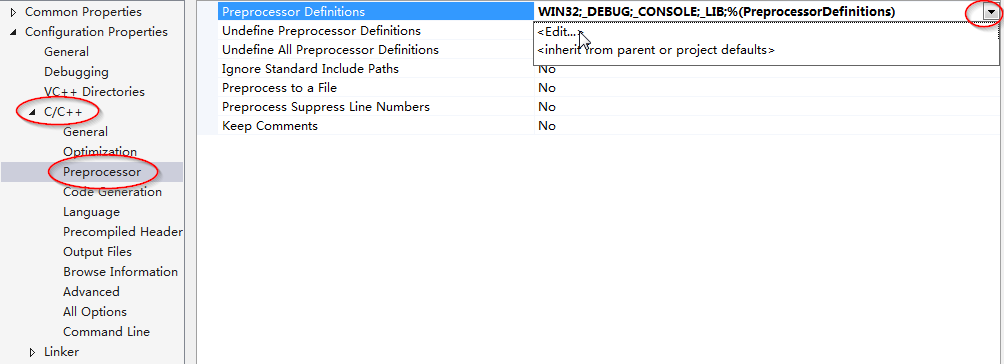 Common Properties
Configuration Properties
General
Debugging
VC++ Directories
C/C++
General
Optimization
Preprocessor
Code Generation
Language
Precompiled Header
Output Files
Browse Information
Advanced
All Options
Command Line
Linker
Preprocessor Definitions WIN32;_DEBUG;_CONSOLE;_LIB;%(PreprocessorDefinitions)
Undefine Preprocessor Definitions <Edit...>
Undefine All Preprocessor Definitions <inherit from parent or project defaults>
Ignore Standard Include Paths No
Preprocess to a File No
Preprocess Suppress Line Numbers No
Keep Comments No